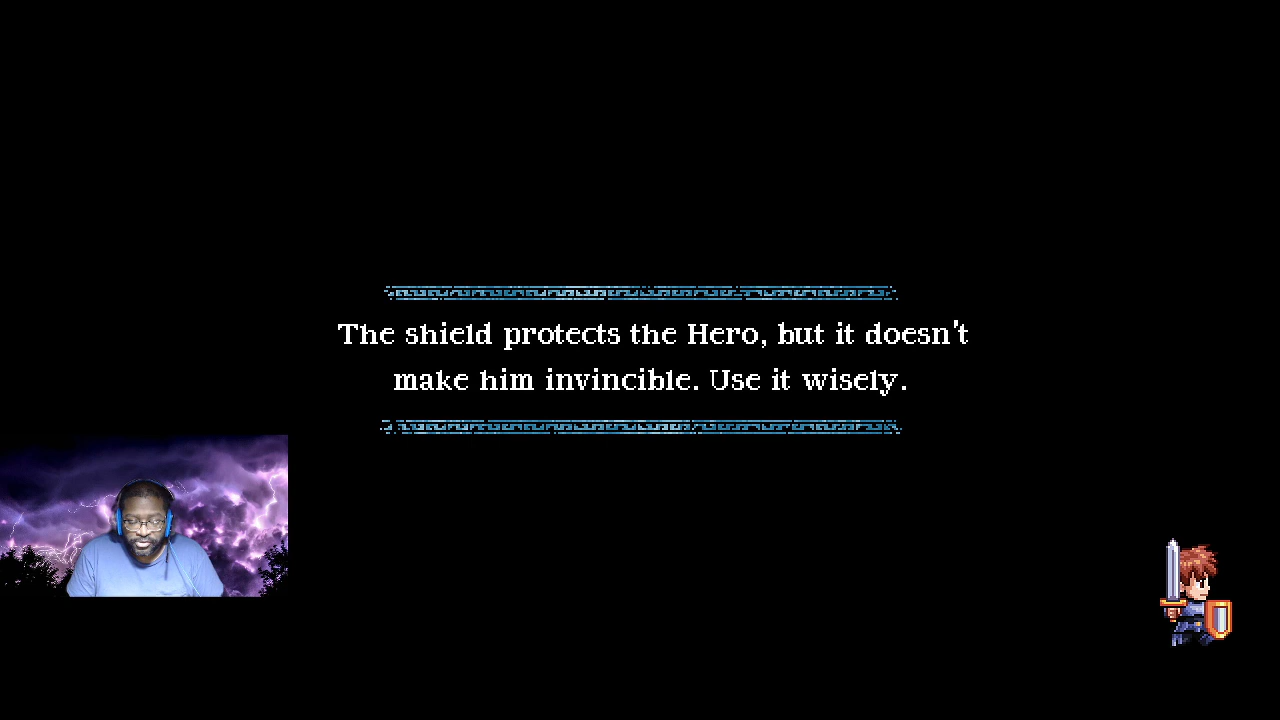 The shield protects the Hero, but it doesn't
make him invincible. Use it wisely.